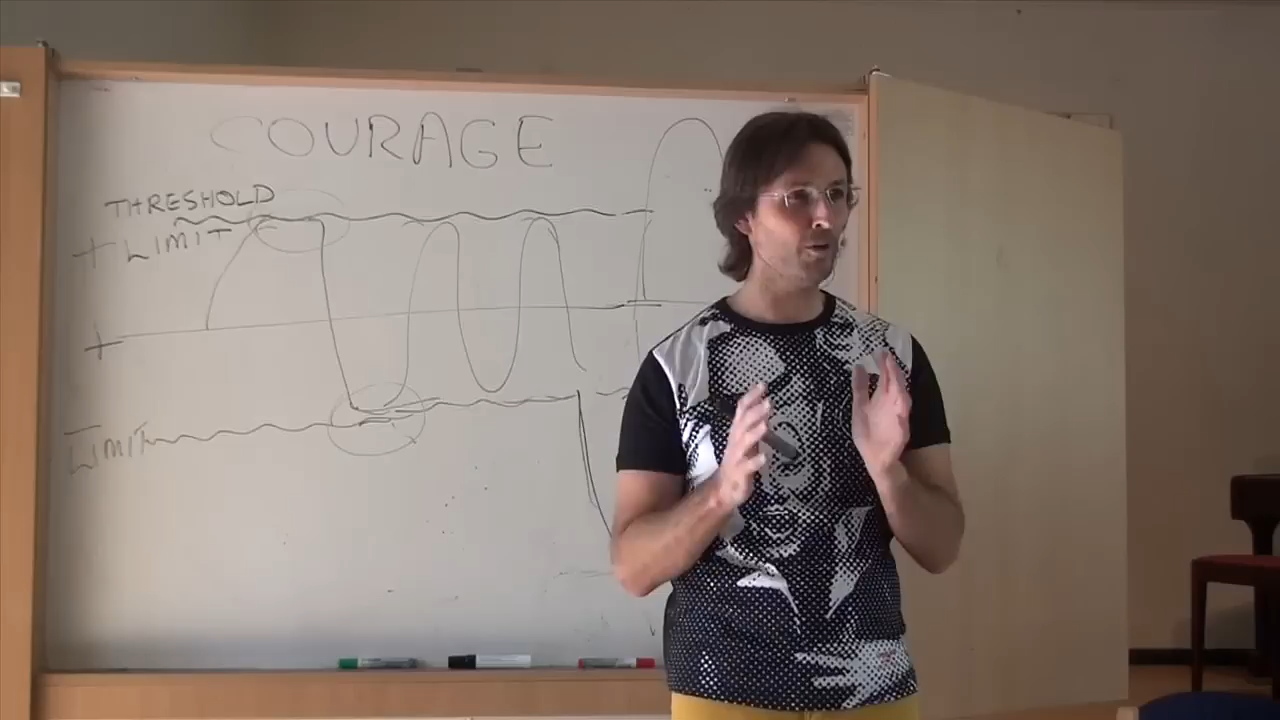 COURAGE
THRESHOLD
+ LIMIT
+
- LIMIT